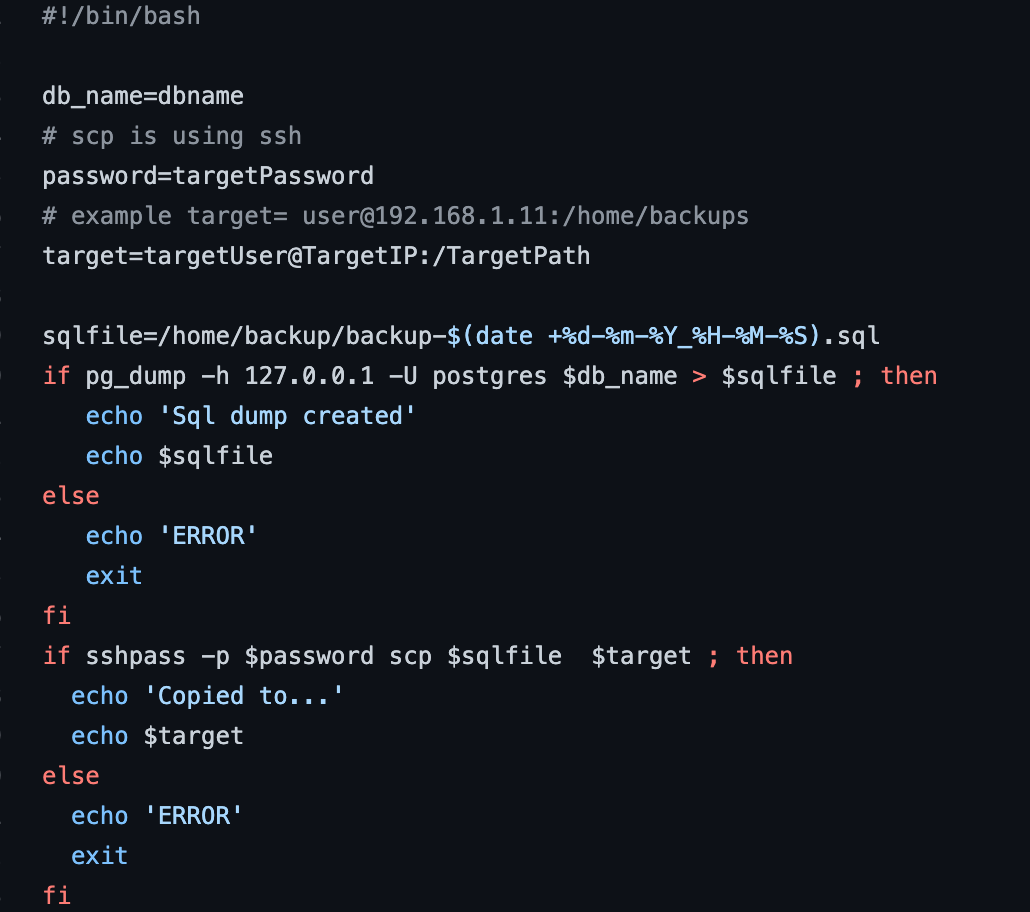 #!/bin/bash
db_name=dbname
# scp is using ssh
password=targetPassword
# example target= user@192.168.1.11:/home/backups
target=targetUser@TargetIP:/TargetPath
sqlfile=/home/backup/backup-$(date +%d-%m-%Y_%H-%M-%S).sql
if pg_dump -h 127.0.0.1 -U postgres $db_name > $sqlfile ; then
   echo 'Sql dump created'
   echo $sqlfile
else
   echo 'ERROR'
   exit
fi
if sshpass -p $password scp $sqlfile  $target ; then
  echo 'Copied to...'
  echo $target
else
  echo 'ERROR'
  exit
fi